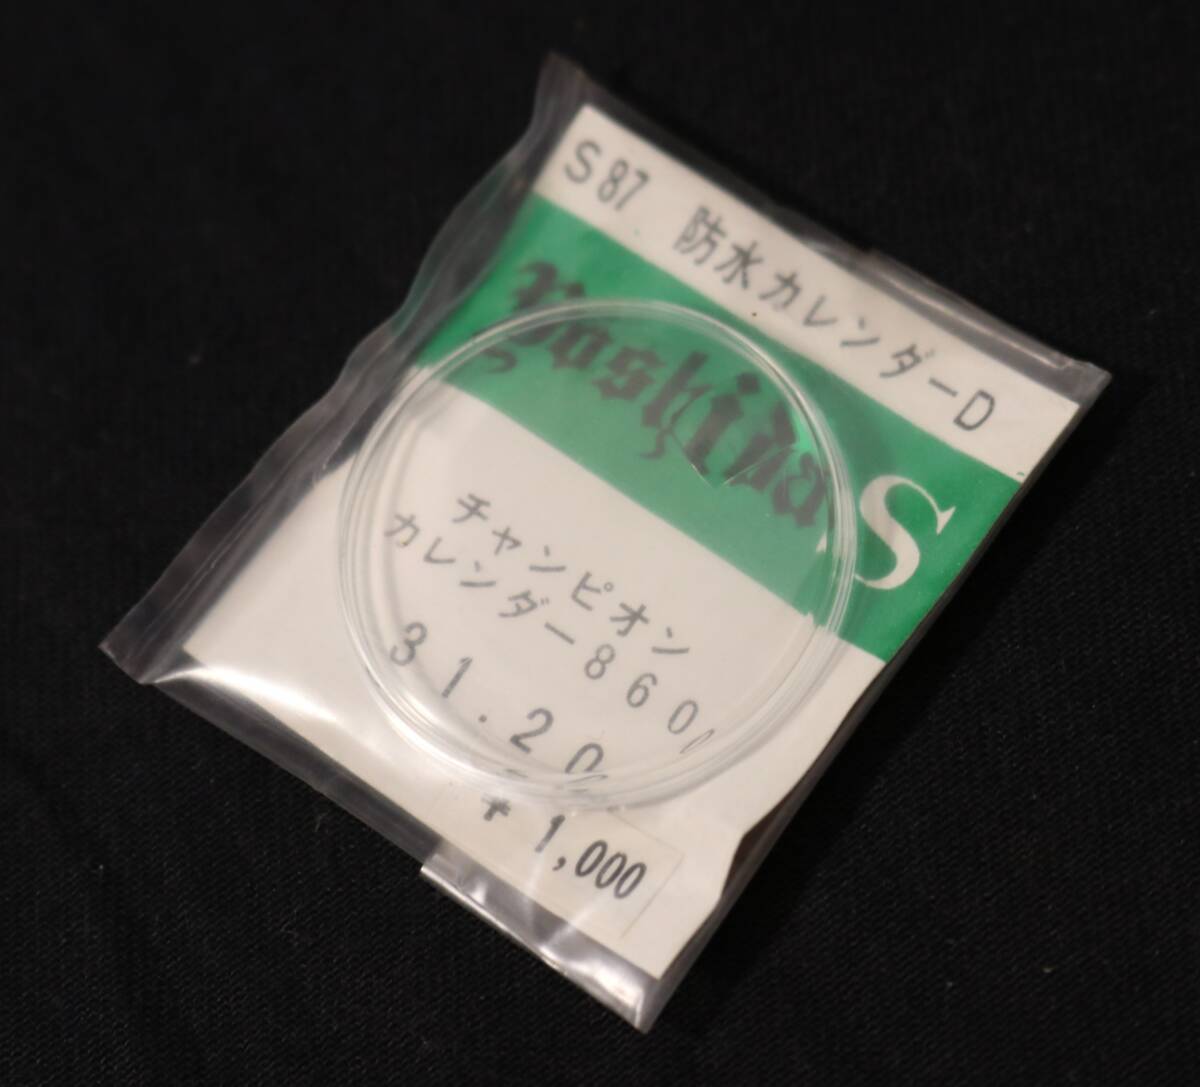 S87 防水カレンダーD
Yoshida S
チャンピオン
カレンダー860
31.20
¥1,000